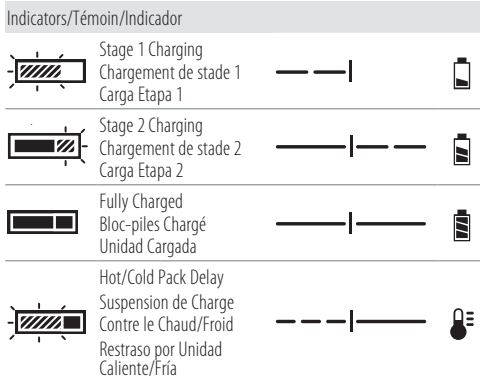 Indicators/Témoin/Indicador
Stage 1 Charging
Chargement de stade 1
Carga Etapa 1
Stage 2 Charging
Chargement de stade 2
Carga Etapa 2
Fully Charged
Bloc-piles Chargé
Unidad Cargada
Hot/Cold Pack Delay
Suspension de Charge
Contre le Chaud/Froid
Restraso por Unidad
Caliente/Fría